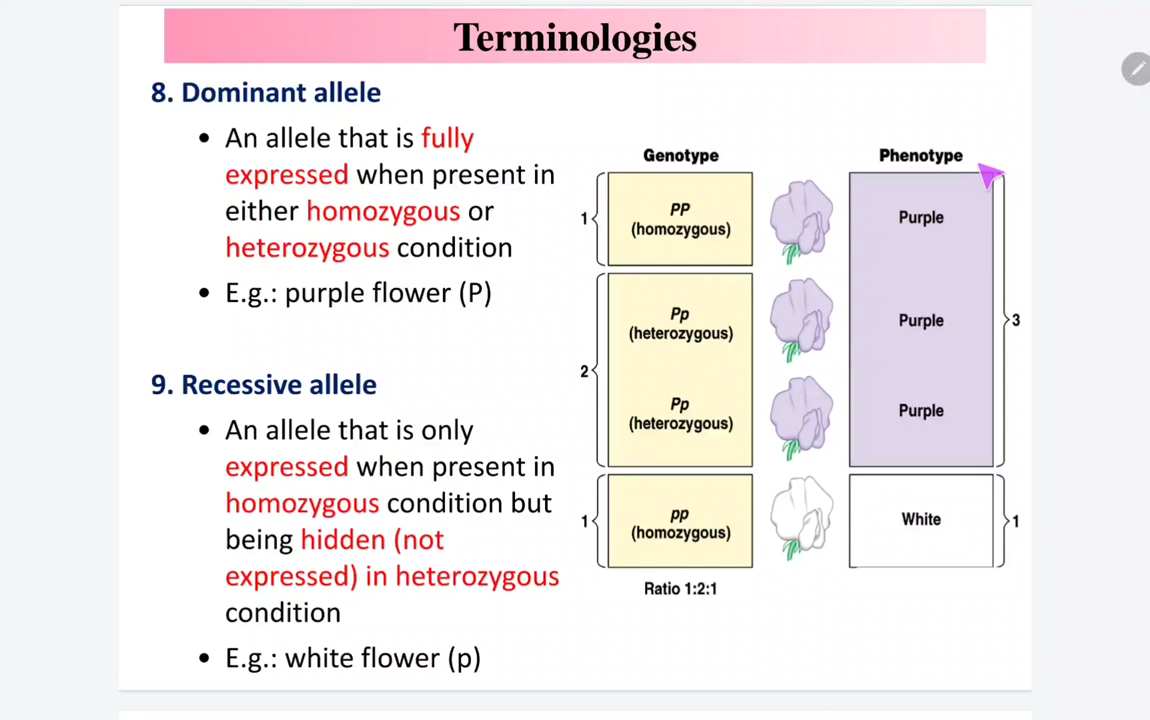 Terminologies
8. Dominant allele
• An allele that is fully
expressed when present in
either homozygous or
heterozygous condition
• E.g.: purple flower (P)
9. Recessive allele
• An allele that is only
expressed when present in
homozygous condition but
being hidden (not
expressed) in heterozygous
condition
• E.g.: white flower (p)
Genotype
Phenotype
1
PP
(homozygous)
Purple
2
Pp
(heterozygous)
Purple
3
Pp
(heterozygous)
Purple
1
pp
(homozygous)
White
1
Ratio 1:2:1